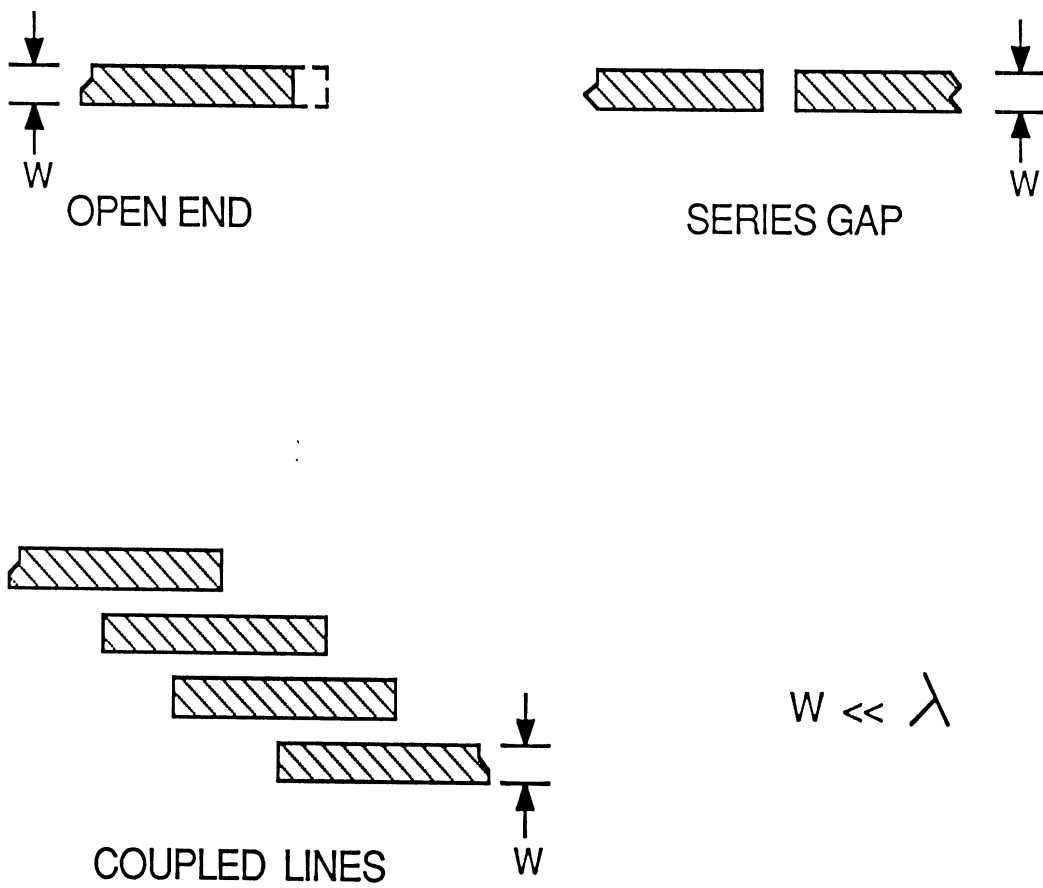 W
OPEN END
W
SERIES GAP
W << λ
W
COUPLED LINES